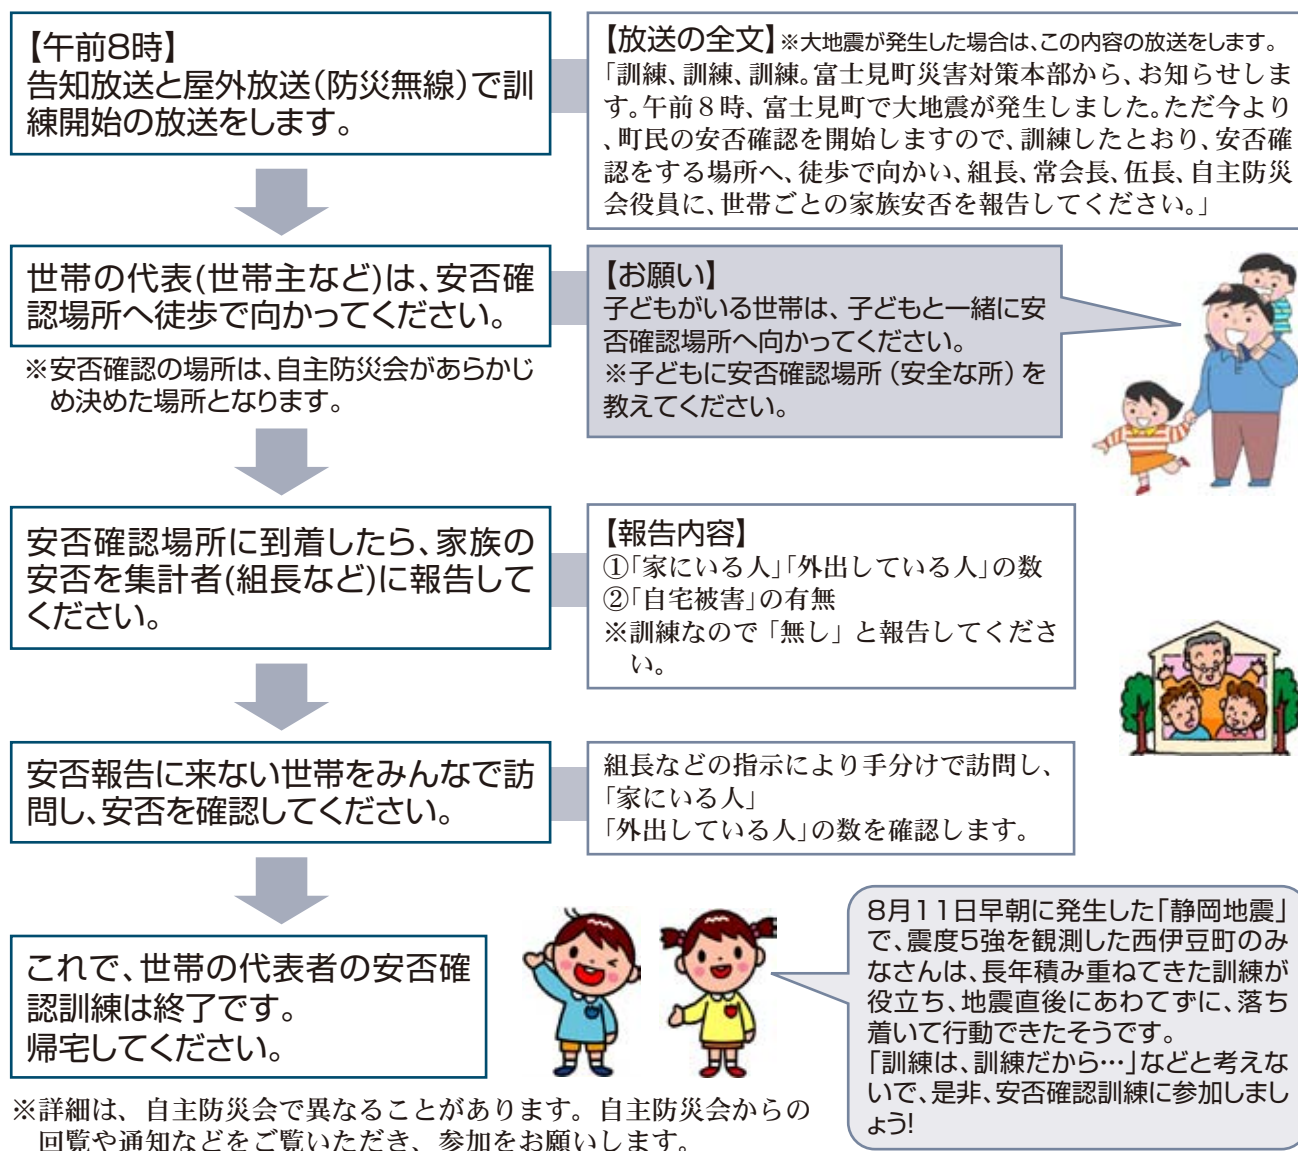 【午前8時】
告知放送と屋外放送(防災無線)で訓
練開始の放送をします。
【放送の全文】※大地震が発生した場合は、この内容の放送をします。
「訓練、訓練、訓練。富士見町災害対策本部から、お知らせしま
す。午前８時、富士見町で大地震が発生しました。ただ今より
、町民の安否確認を開始しますので、訓練したとおり、安否確
認をする場所へ、徒歩で向かい、組長、常会長、伍長、自主防災
会役員に、世帯ごとの家族安否を報告してください。」
世帯の代表(世帯主など)は、安否確
認場所へ徒歩で向かってください。
※安否確認の場所は、自主防災会があらかじ
め決めた場所となります。
【お願い】
子どもがいる世帯は、子どもと一緒に安
否確認場所へ向かってください。
※子どもに安否確認場所（安全な所）を
教えてください。
安否確認場所に到着したら、家族の
安否を集計者(組長など)に報告して
ください。
【報告内容】
①「家にいる人」「外出している人」の数
②「自宅被害」の有無
※訓練なので「無し」と報告してくださ
い。
安否報告に来ない世帯をみんなで訪
問し、安否を確認してください。
組長などの指示により手分けで訪問し、
「家にいる人」
「外出している人」の数を確認します。
これで、世帯の代表者の安否確
認訓練は終了です。
帰宅してください。
8月11日早朝に発生した「静岡地震」
で、震度5強を観測した西伊豆町のみ
なさんは、長年積み重ねてきた訓練が
役立ち、地震直後にあわてずに、落ち
着いて行動できたそうです。
「訓練は、訓練だから…」などと考えな
いで、是非、安否確認訓練に参加しまし
ょう!
※詳細は、自主防災会で異なることがあります。自主防災会からの
回覧や通知などをご覧いただき、参加をお願いします。